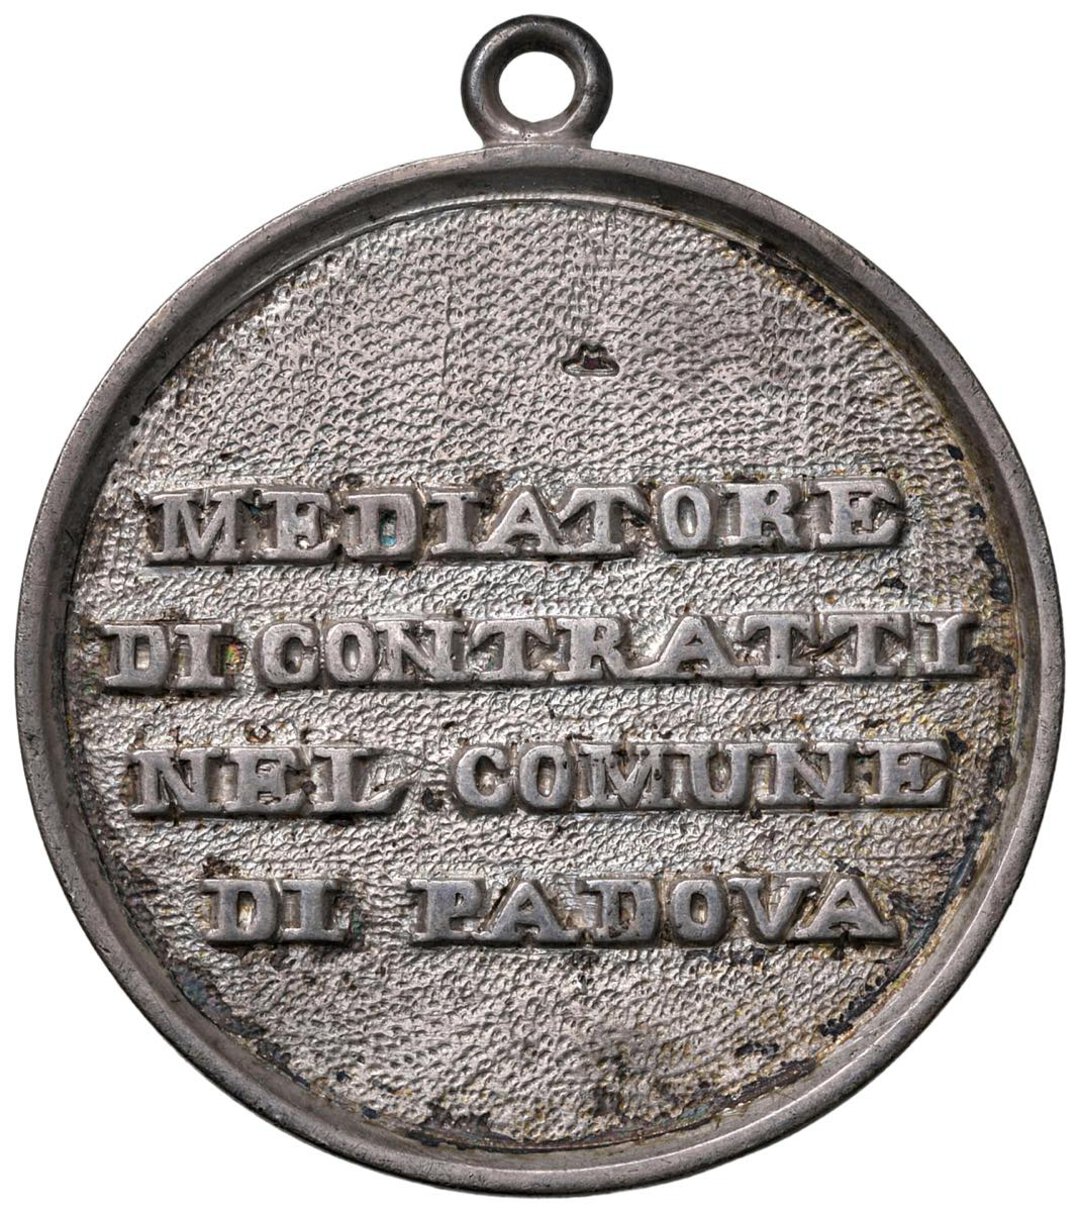 MEDIATORE
DI CONTRATTI
NEL COMUNE
DI PADOVA